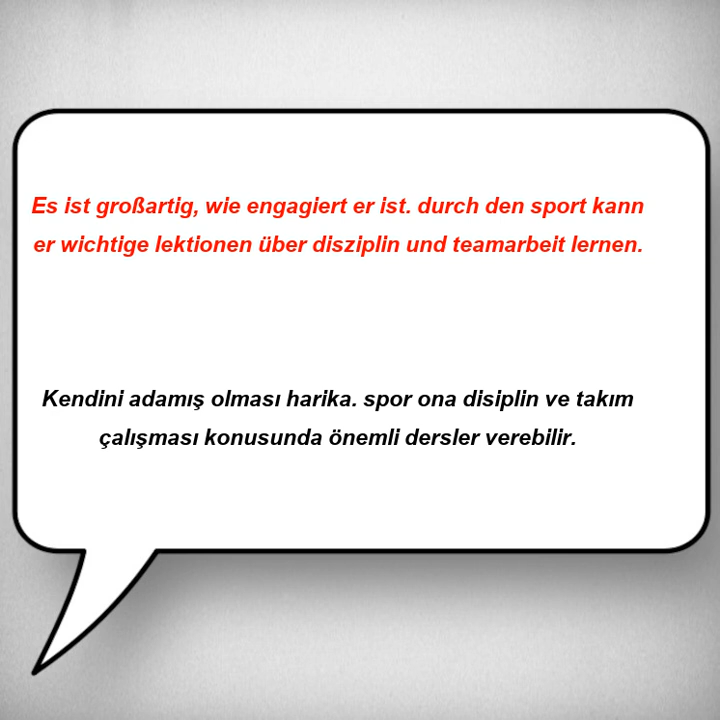 Es ist großartig, wie engagiert er ist. durch den sport kann
er wichtige lektionen über disziplin und teamarbeit lernen.
Kendini adamış olması harika. spor ona disiplin ve takım
çalışması konusunda önemli dersler verebilir.